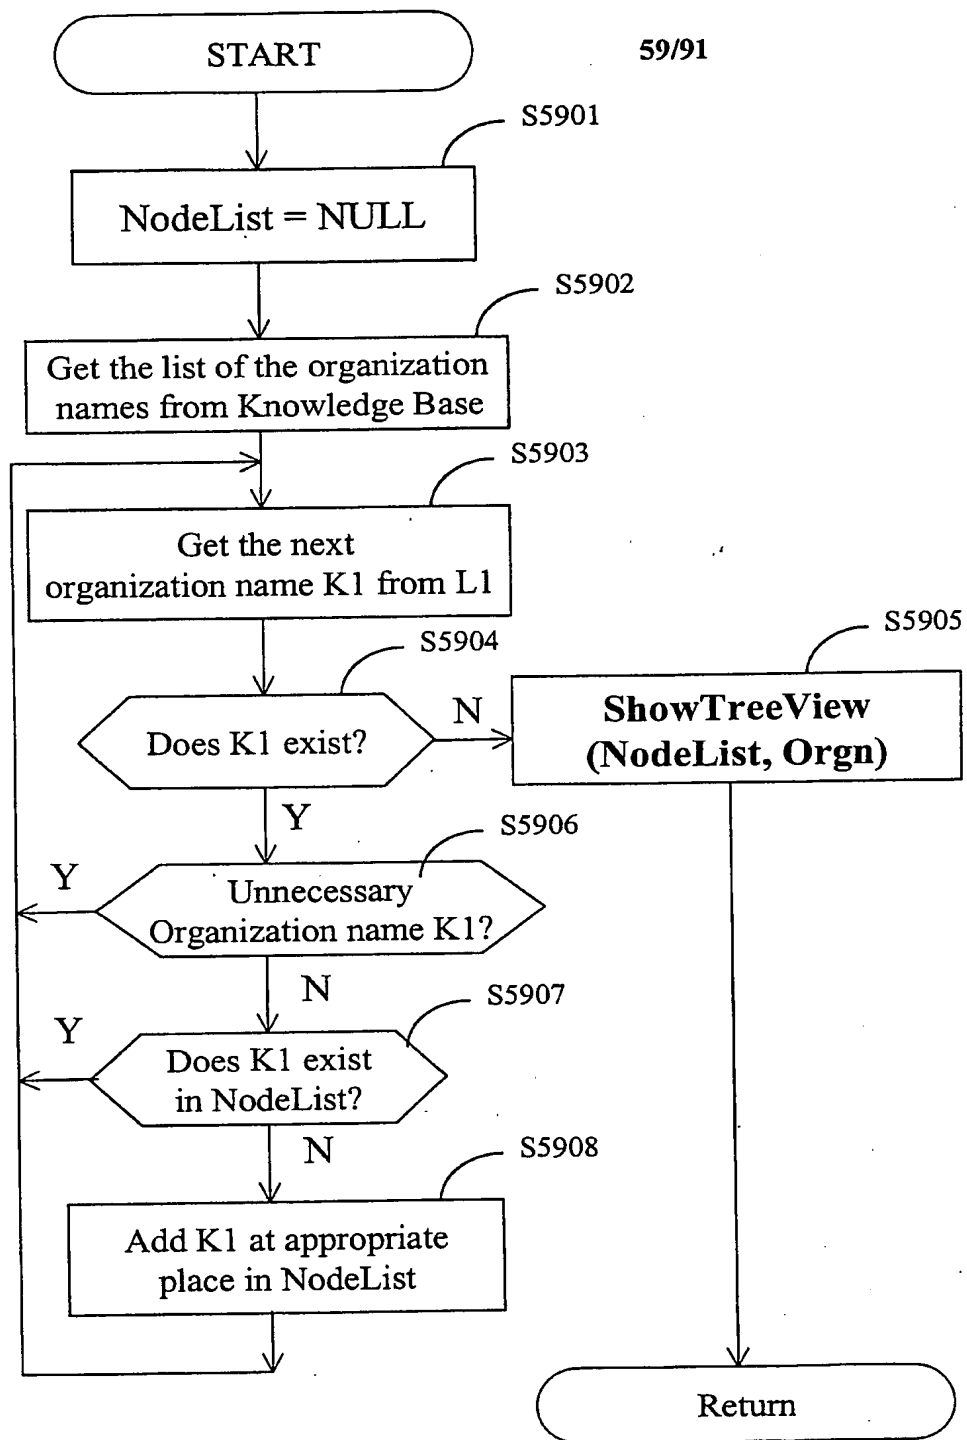 START
59/91
S5901
NodeList = NULL
S5902
Get the list of the organization
names from Knowledge Base
S5903
Get the next
organization name K1 from L1
S5904
Does K1 exist?
N
S5905
ShowTreeView
(NodeList, Orgn)
Y
S5906
Unnecessary
Organization name K1?
Y
N
S5907
Does K1 exist
in NodeList?
Y
N
S5908
Add K1 at appropriate
place in NodeList
Return